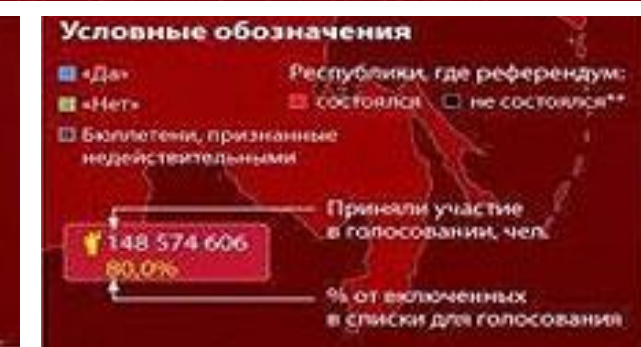 Условные обозначения
«Да»
«Нет»
Бюллетени, признанные
недействительными
Республики, где референдум:
состоялся не состоялся**
148 574 606
80,0%
Приняли участие
в голосовании, чел.
% от включенных
в списки для голосования